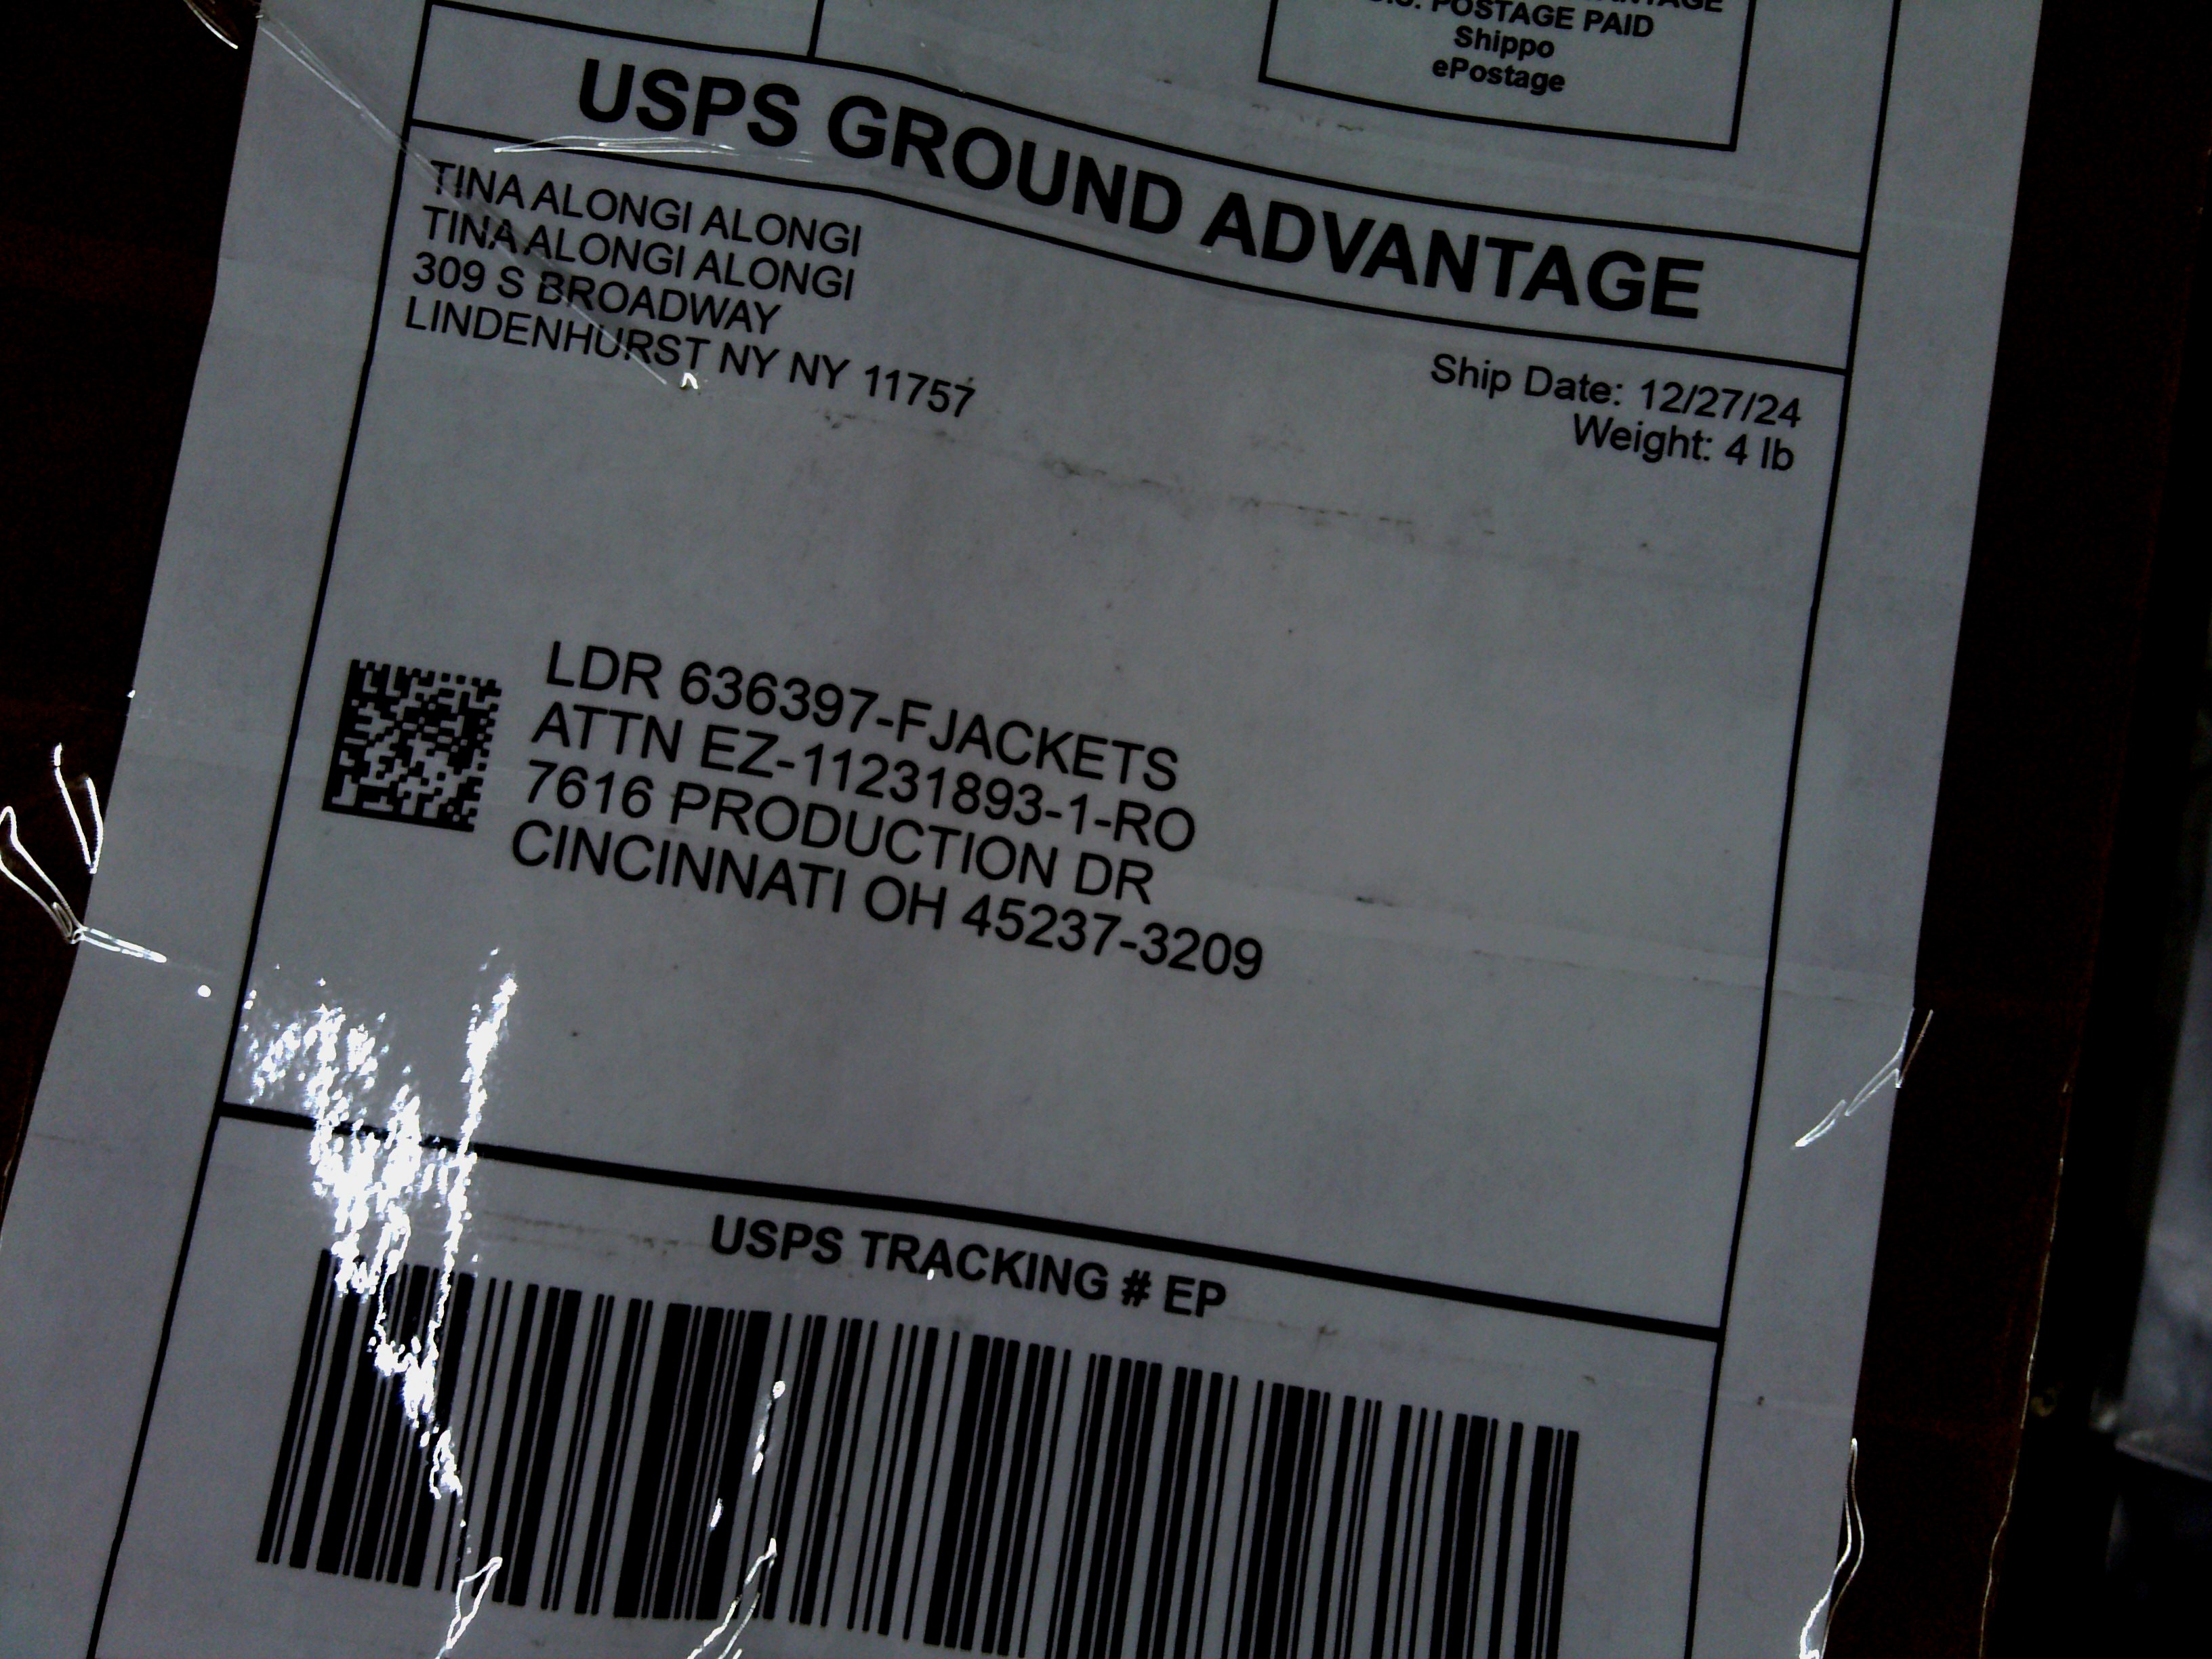 POSTAGE PAID
Shippo
ePostage
USPS GROUND ADVANTAGE
TINA ALONGI ALONGI
TINA ALONGI ALONGI
309 S BROADWAY
LINDENHURST NY NY 11757
Ship Date: 12/27/24
Weight: 4 lb
LDR 636397-FJACKETS
ATTN EZ-11231893-1-RO
7616 PRODUCTION DR
CINCINNATI OH 45237-3209
USPS TRACKING # EP